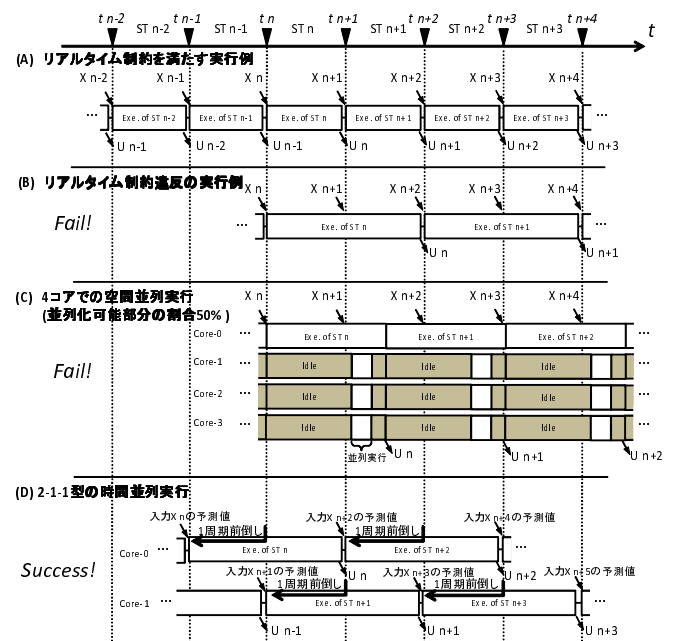 t n-2 t n-1 t n t n+1 t n+2 t n+3 t n+4
ST n-2 ST n-1 ST n ST n+1 ST n+2 ST n+3 t
(A) リアルタイム制約を満たす実行例
X n-2 X n-1 X n X n+1 X n+2 X n+3 X n+4
... Exe. of ST n-2 Exe. of ST n-1 Exe. of ST n Exe. of ST n+1 Exe. of ST n+2 Exe. of ST n+3 ...
U n-1 U n-2 U n-1 U n U n+1 U n+2 U n+3
(B) リアルタイム制約違反の実行例
X n X n+1 X n+2 X n+3 X n+4
Fail! ... Exe. of ST n Exe. of ST n+1 ...
U n U n+1
(C) 4コアでの空間並列実行
(並列化可能部分の割合50% )
X n X n+1 X n+2 X n+3 X n+4
Core-0 ... Exe. of ST n Exe. of ST n+1 Exe. of ST n+2 ...
Fail!
Core-1 ... Idle Idle Idle ...
Core-2 ... Idle Idle Idle ...
Core-3 ... Idle Idle Idle ...
並列実行 U n U n+1 U n+2
(D) 2-1-1型の時間並列実行
入力X nの予測値 入力X n+2の予測値 入力X n+4の予測値
1周期前倒し 1周期前倒し
Core-0 ... Exe. of ST n Exe. of ST n+2 ...
Success!
U n U n+2
入力X n+1の予測値 入力X n+3の予測値 入力X n+5の予測値
1周期前倒し 1周期前倒し
Core-1 ... Exe. of ST n+1 Exe. of ST n+3 ...
U n-1 U n+1 U n+3